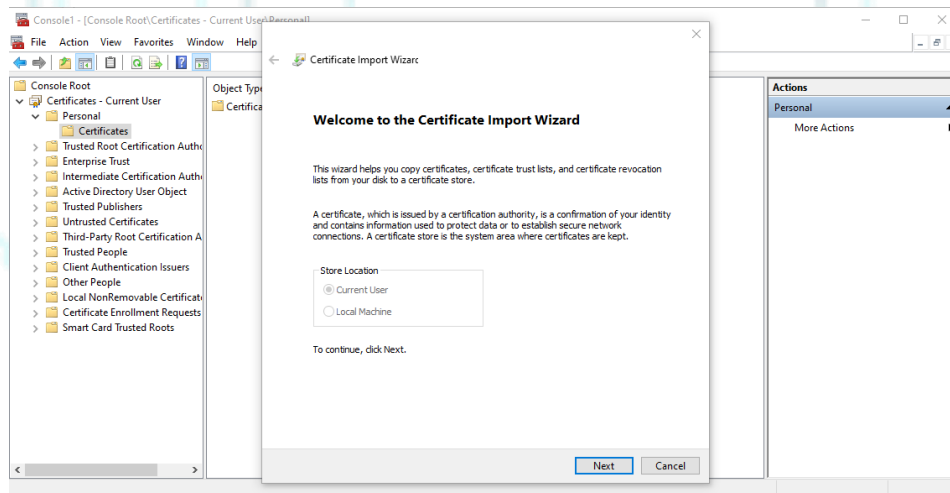 Console1 - [Console Root\Certificates - Current User\Personal]
File Action View Favorites Window Help
Console Root
Certificates - Current User
Personal
Certificates
Trusted Root Certification Autho
Enterprise Trust
Intermediate Certification Autho
Active Directory User Object
Trusted Publishers
Untrusted Certificates
Third-Party Root Certification A
Trusted People
Client Authentication Issuers
Other People
Local NonRemovable Certificat
Certificate Enrollment Requests
Smart Card Trusted Roots
Object Type
Certifica
Certificate Import Wizard
Welcome to the Certificate Import Wizard
This wizard helps you copy certificates, certificate trust lists, and certificate revocation
lists from your disk to a certificate store.
A certificate, which is issued by a certification authority, is a confirmation of your identity
and contains information used to protect data or to establish secure network
connections. A certificate store is the system area where certificates are kept.
Store Location
Current User
Local Machine
To continue, click Next.
Next Cancel
Actions
Personal
More Actions